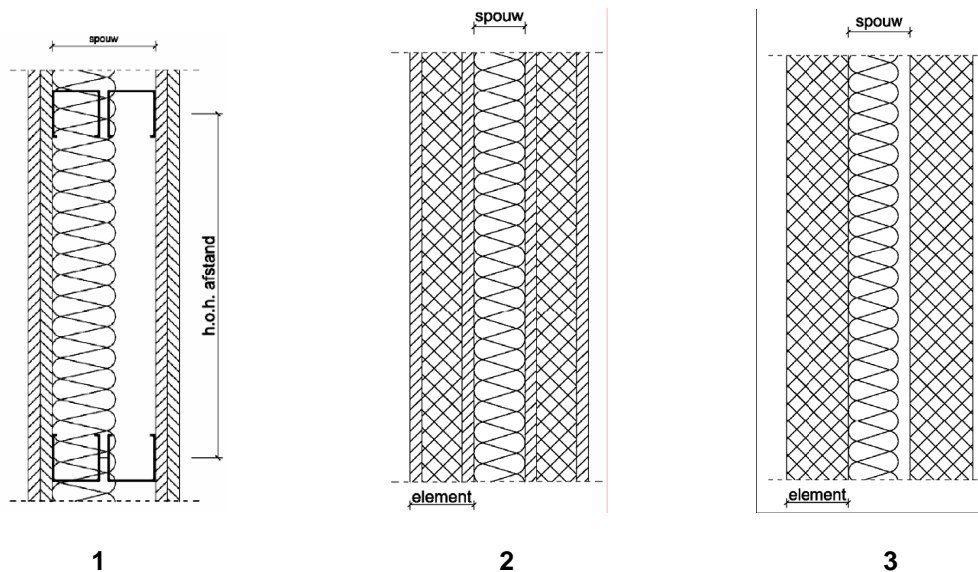 spouw
h.o.h. afstand
1
spouw
element
2
spouw
element
3